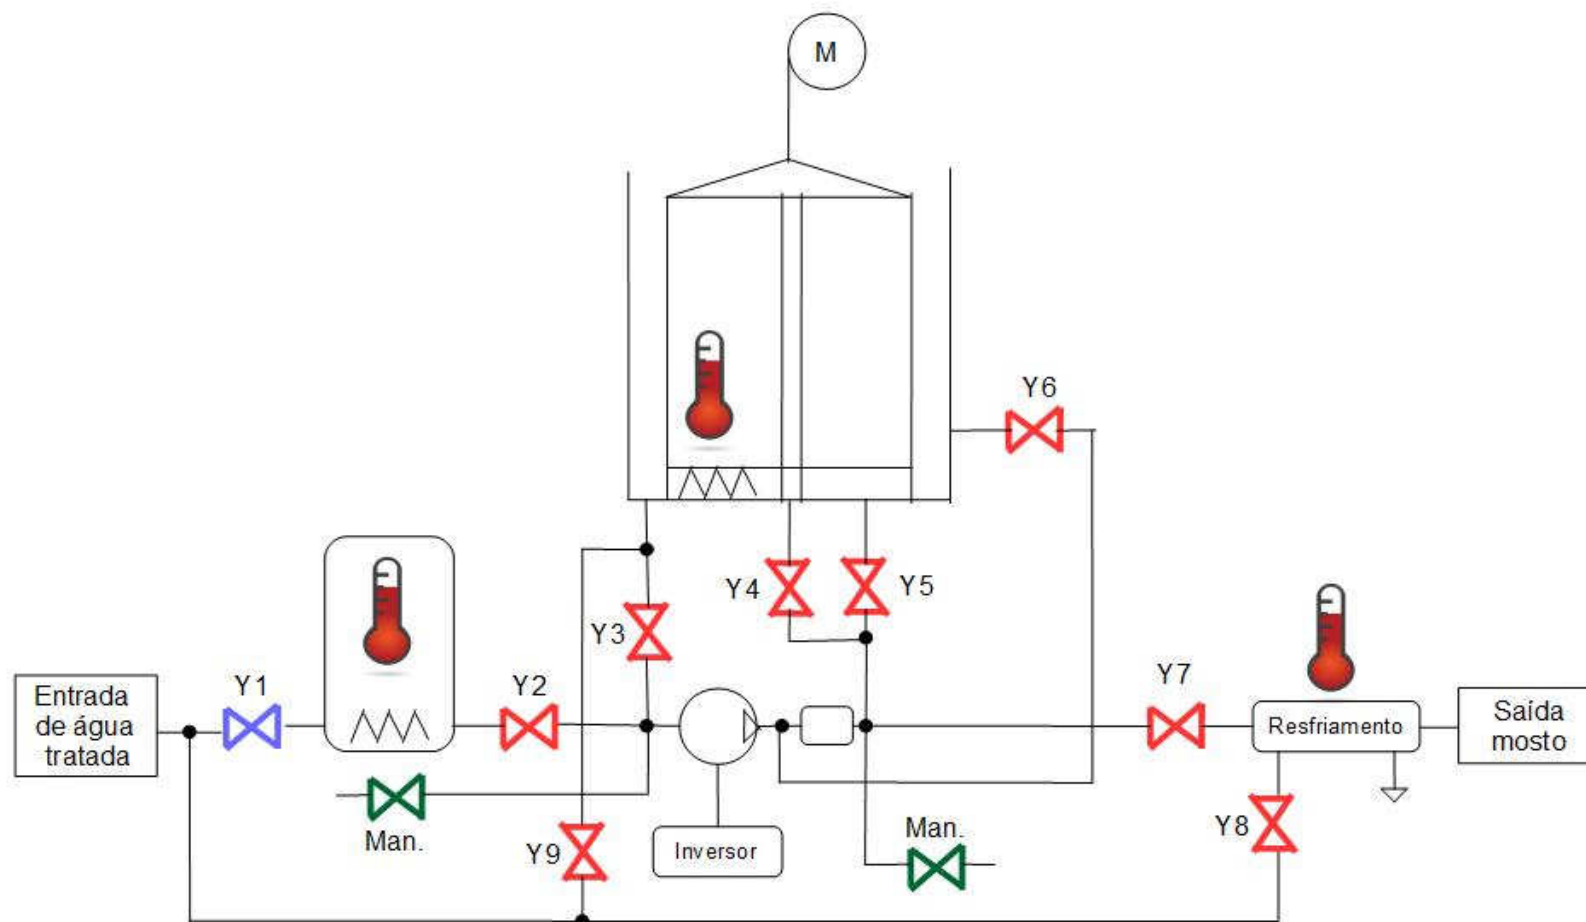 M
Y6
Y4
Y5
Y3
Entrada
de água
tratada
Y1
Y2
Y7
Resfriamento
Saída
mosto
Man.
Y9
Inversor
Man.
Y8